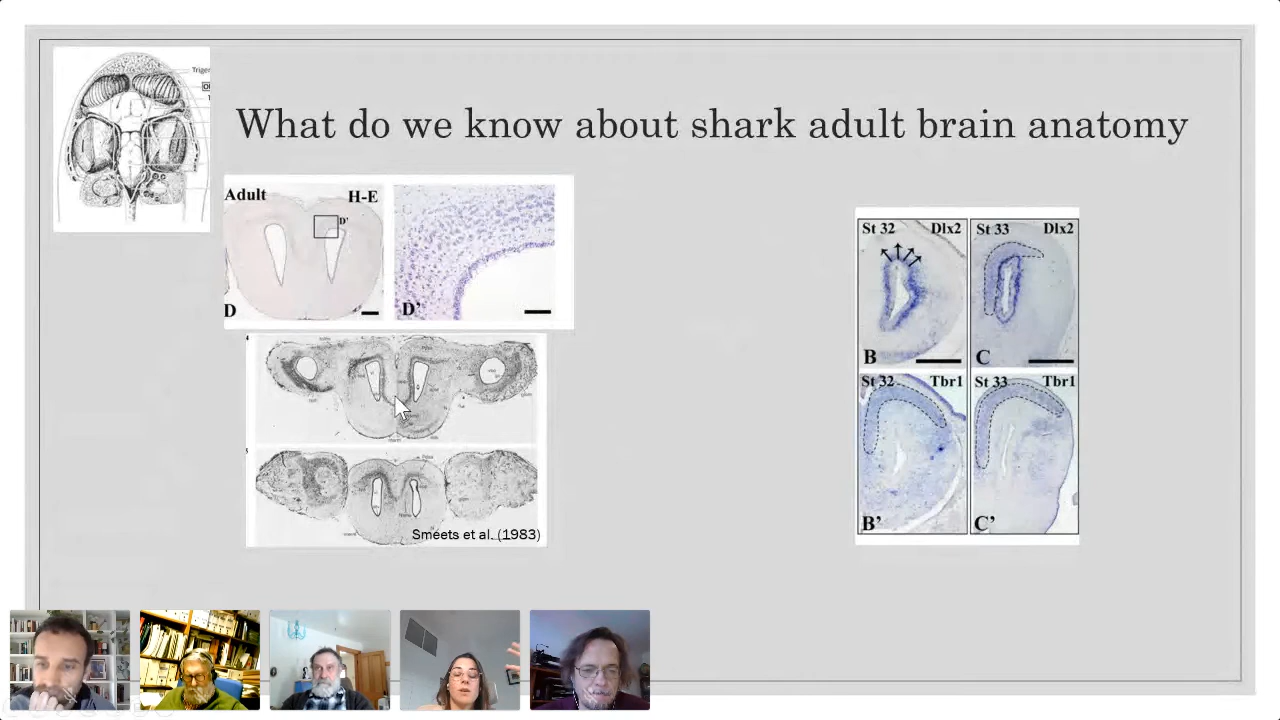 What do we know about shark adult brain anatomy
Adult H-E
D'
D D'
Smeets et al. (1983)
St 32 Dlx2 St 33 Dlx2
B C
St 32 Tbr1 St 33 Tbr1
B' C'